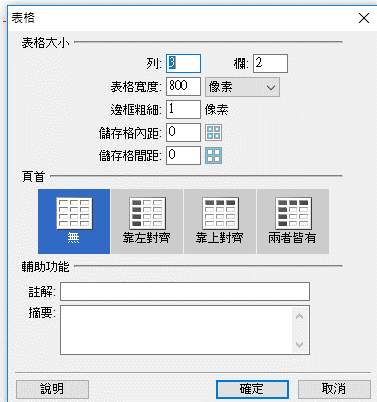 表格
表格大小
列: 3 欄: 2
表格寬度: 800 像素
邊框粗細: 1 像素
儲存格內距: 0
儲存格間距: 0
頁首
無 靠左對齊 靠上對齊 兩者皆有
輔助功能
註解:
摘要:
說明 確定 取消